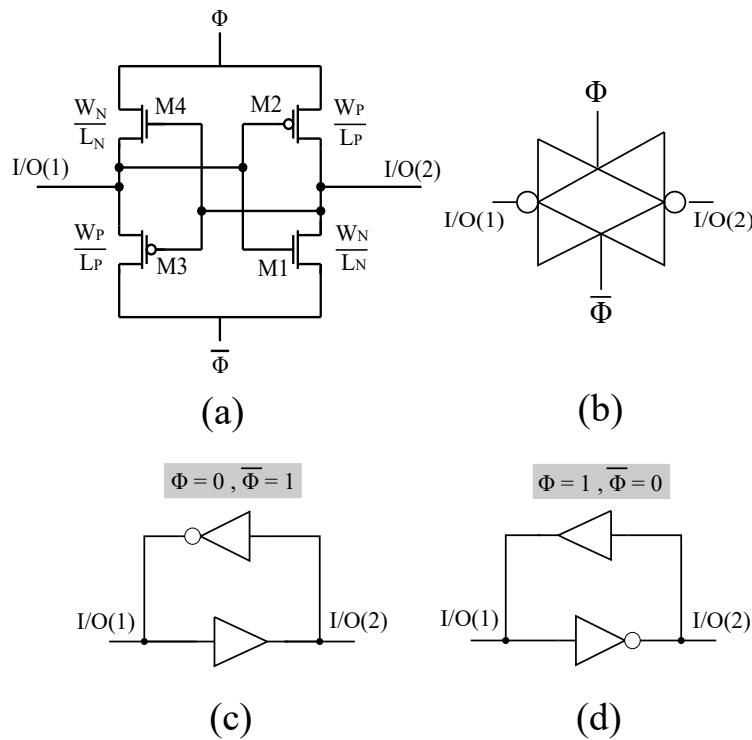 Φ
M4
M2
W_N
L_N
W_P
L_P
I/O(1)
I/O(2)
W_P
L_P
M3
M1
W_N
L_N
Φ̅
(a)
Φ
I/O(1)
I/O(2)
Φ̅
(b)
Φ = 0 , Φ̅ = 1
I/O(1)
I/O(2)
(c)
Φ = 1 , Φ̅ = 0
I/O(1)
I/O(2)
(d)